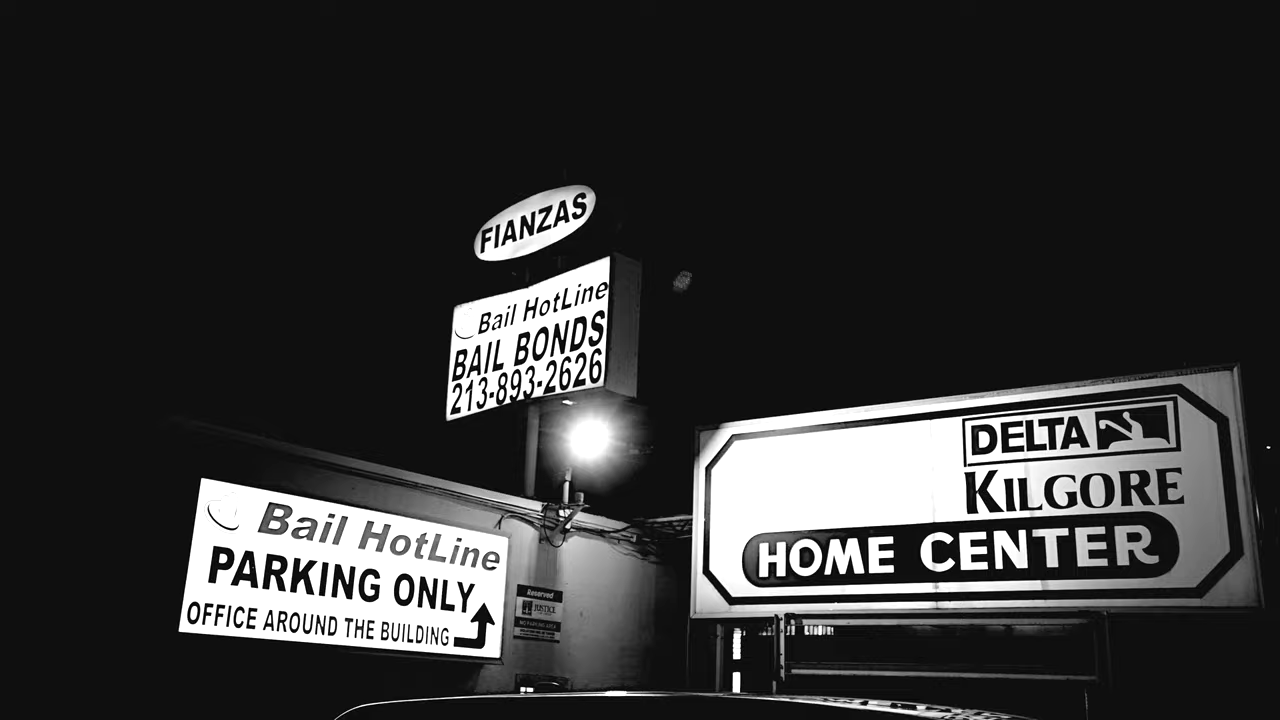 FIANZAS
Bail HotLine
BAIL BONDS
213-893-2626
Bail HotLine
PARKING ONLY
OFFICE AROUND THE BUILDING
Reserved
JUSTICE
NO PARKING AREA
DELTA
KILGORE
HOME CENTER